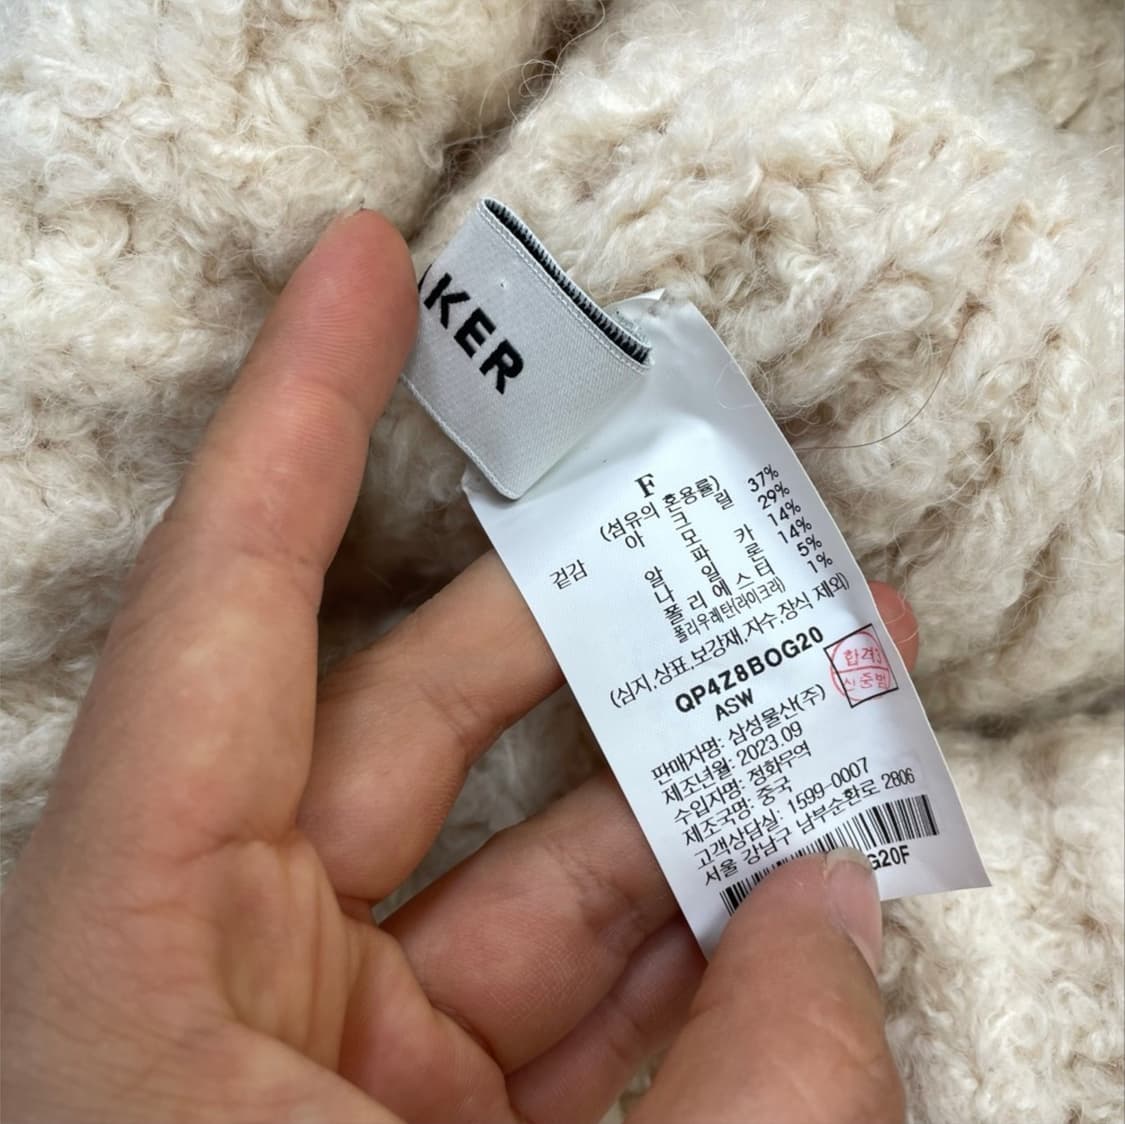 AKER
F
(섬유의 혼용률)
겉감 아 크 릴 37%
모 29%
알 파 카 14%
나 일 론 14%
폴 리 에 스 터 5%
폴리우레탄(라이크라) 1%
(심지,상표,보강재,자수,장식 제외)
QP4Z8BOG20
ASW
합격3
신중범
판매자명: 삼성물산(주)
제조년월: 2023.09
수입자명: 정화무역
제조국명: 중국
고객상담실: 1599-0007
서울 강남구 남부순환로 2806
G20F